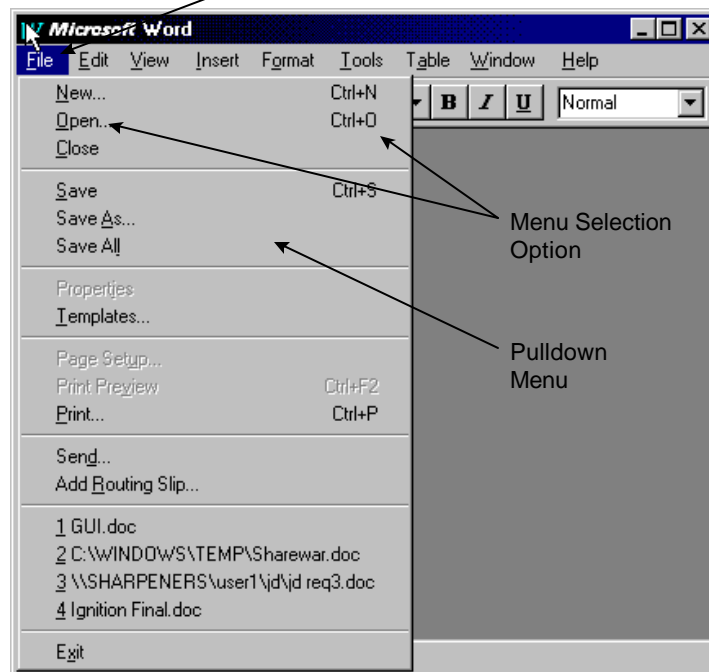 Microsoft Word
File Edit View Insert Format Tools Table Window Help
B I U Normal
New... Ctrl+N
Open... Ctrl+O
Close
Save Ctrl+S
Save As...
Save All
Properties
Templates...
Page Setup...
Print Preview Ctrl+F2
Print... Ctrl+P
Send...
Add Routing Slip...
1 GUI.doc
2 C:\WINDOWS\TEMP\Sharewar.doc
3 \\SHARPENERS\user1\jd\jd req3.doc
4 Ignition Final.doc
Exit
Menu Selection
Option
Pulldown
Menu